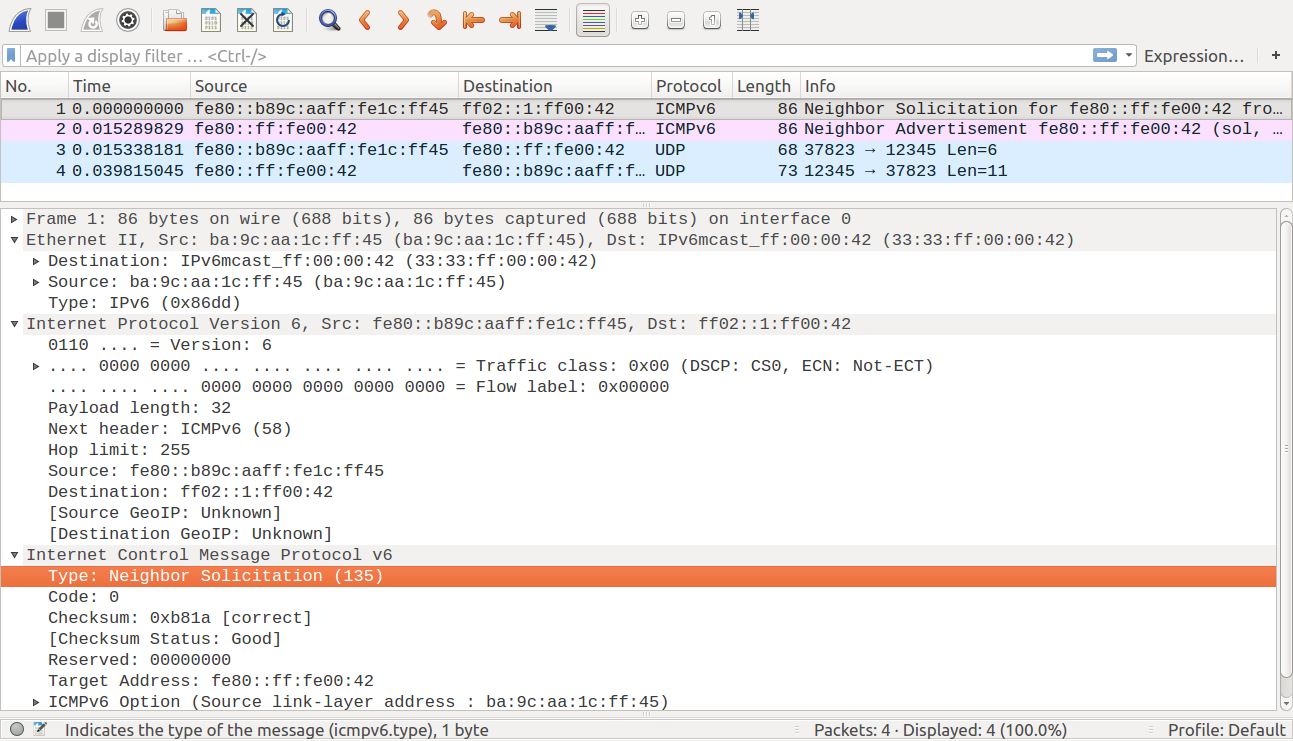 Apply a display filter … <Ctrl-/> Expression… +
No. Time Source Destination Protocol Length Info
1 0.000000000 fe80::b89c:aaff:fe1c:ff45 ff02::1:ff00:42 ICMPv6 86 Neighbor Solicitation for fe80::ff:fe00:42 fro…
2 0.015289829 fe80::ff:fe00:42 fe80::b89c:aaff:f… ICMPv6 86 Neighbor Advertisement fe80::ff:fe00:42 (sol, …
3 0.015338181 fe80::b89c:aaff:fe1c:ff45 fe80::ff:fe00:42 UDP 68 37823 → 12345 Len=6
4 0.039815045 fe80::ff:fe00:42 fe80::b89c:aaff:f… UDP 73 12345 → 37823 Len=11
Frame 1: 86 bytes on wire (688 bits), 86 bytes captured (688 bits) on interface 0
Ethernet II, Src: ba:9c:aa:1c:ff:45 (ba:9c:aa:1c:ff:45), Dst: IPv6mcast_ff:00:00:42 (33:33:ff:00:00:42)
Destination: IPv6mcast_ff:00:00:42 (33:33:ff:00:00:42)
Source: ba:9c:aa:1c:ff:45 (ba:9c:aa:1c:ff:45)
Type: IPv6 (0x86dd)
Internet Protocol Version 6, Src: fe80::b89c:aaff:fe1c:ff45, Dst: ff02::1:ff00:42
0110 .... = Version: 6
.... 0000 0000 .... .... .... .... .... = Traffic class: 0x00 (DSCP: CS0, ECN: Not-ECT)
.... .... .... 0000 0000 0000 0000 0000 = Flow label: 0x00000
Payload length: 32
Next header: ICMPv6 (58)
Hop limit: 255
Source: fe80::b89c:aaff:fe1c:ff45
Destination: ff02::1:ff00:42
[Source GeoIP: Unknown]
[Destination GeoIP: Unknown]
Internet Control Message Protocol v6
Type: Neighbor Solicitation (135)
Code: 0
Checksum: 0xb81a [correct]
[Checksum Status: Good]
Reserved: 00000000
Target Address: fe80::ff:fe00:42
ICMPv6 Option (Source link-layer address : ba:9c:aa:1c:ff:45)
Indicates the type of the message (icmpv6.type), 1 byte Packets: 4 · Displayed: 4 (100.0%) Profile: Default